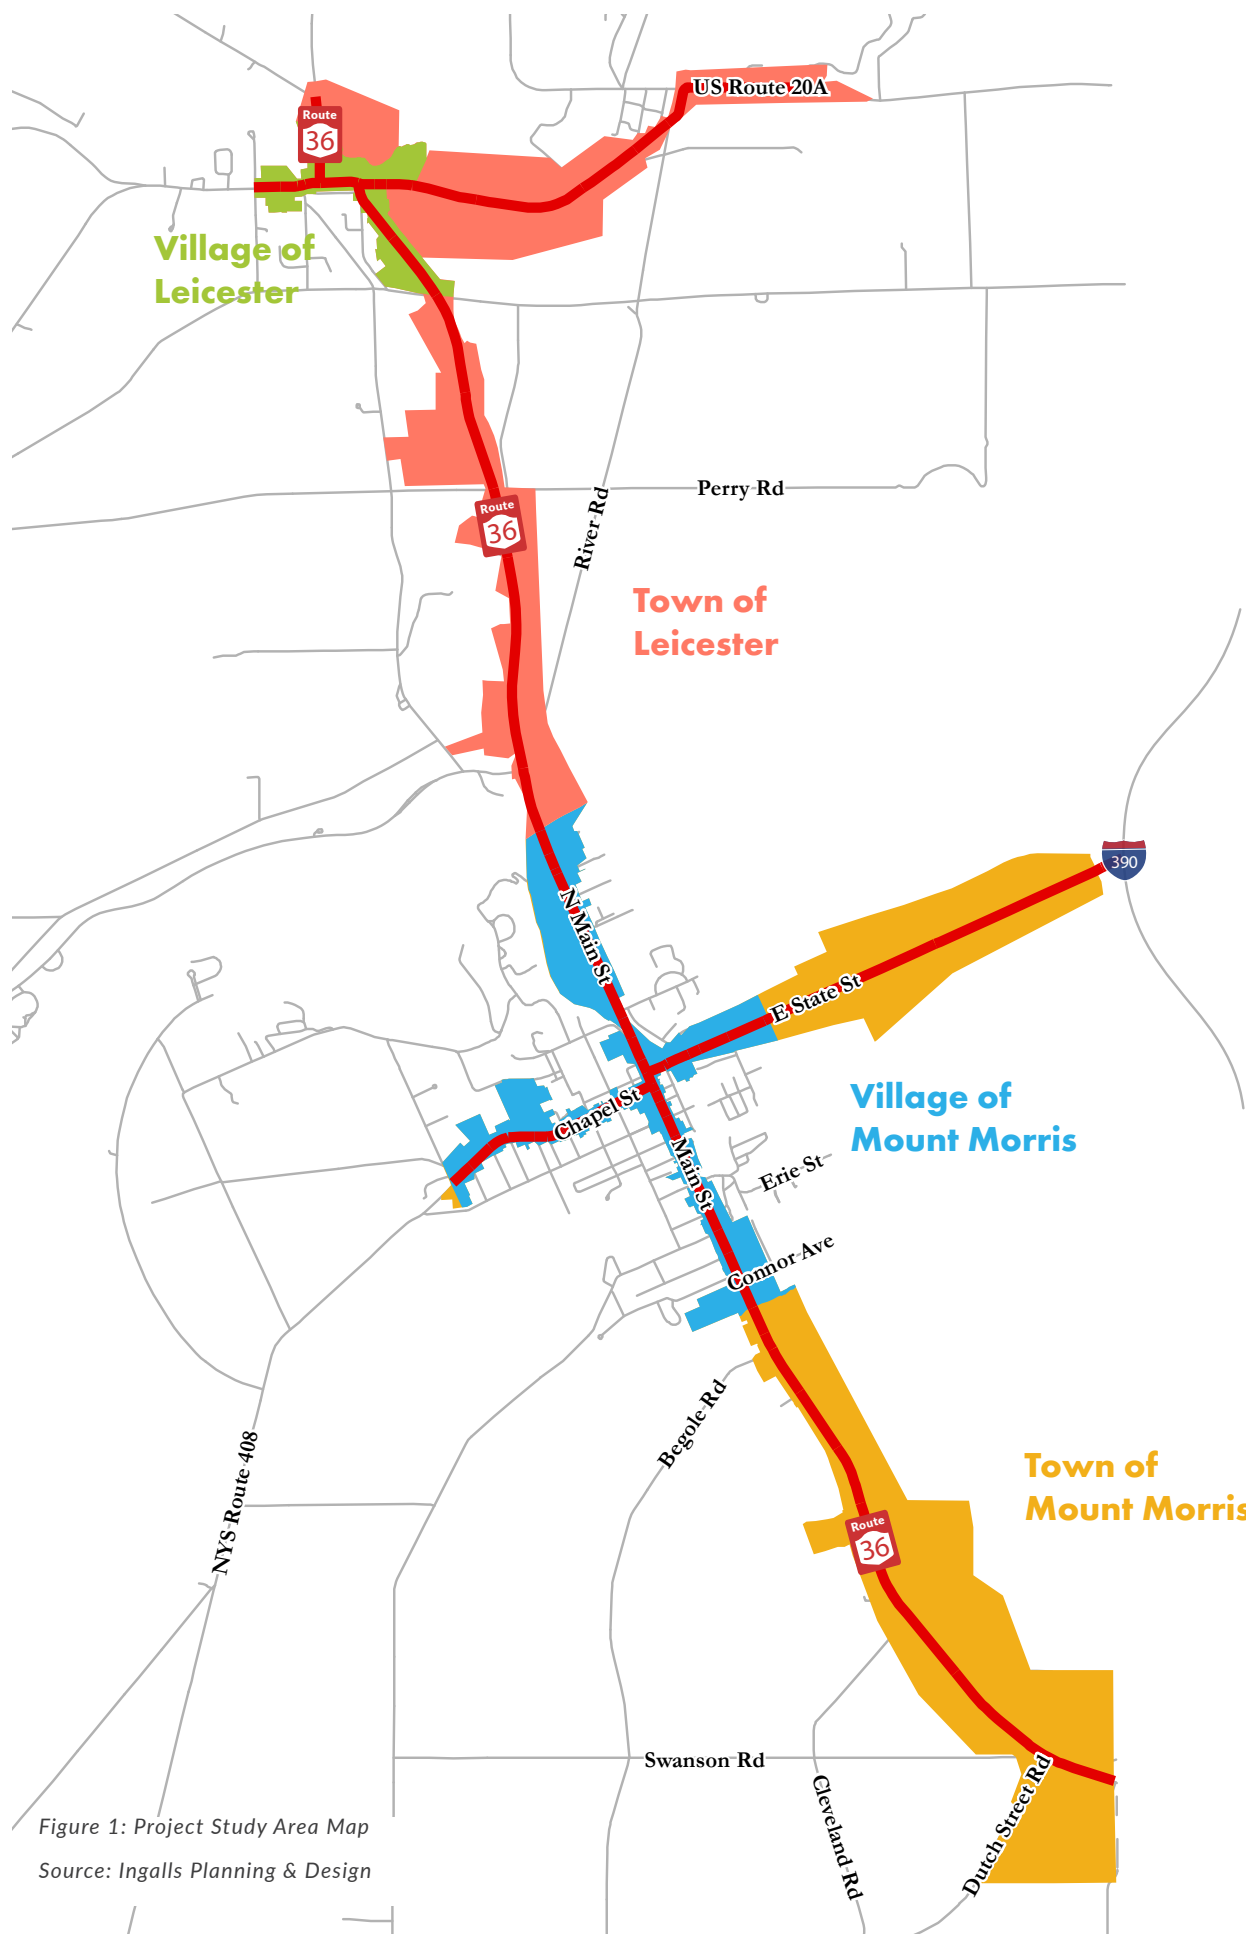 US Route 20A
Route
36
Village of
Leicester
Perry Rd
River Rd
Route
36
Town of
Leicester
390
N Main St
E State St
Village of
Mount Morris
Chapel St
Main St
Erie St
Connor Ave
Begole Rd
NYS Route 408
Town of
Mount Morris
Route
36
Swanson Rd
Cleveland Rd
Dutch Street Rd
Figure 1: Project Study Area Map
Source: Ingalls Planning & Design